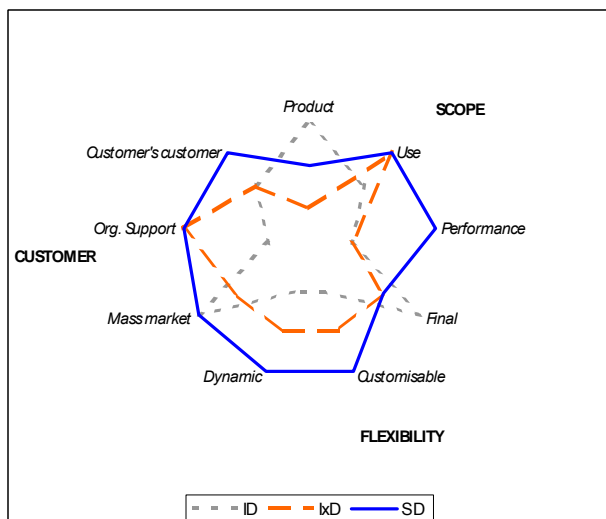 Product
SCOPE
Customer's customer
Use
Org. Support
Performance
CUSTOMER
Mass market
Final
Dynamic
Customisable
FLEXIBILITY
ID
IxD
SD